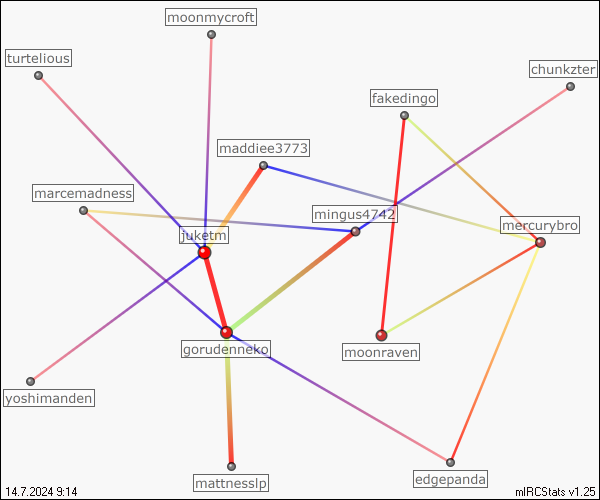 moonmycroft
turtelious
chunkzter
fakedingo
maddiee3773
marcemadness
mingus4742
mercurybro
juketm
gorudenneko
moonraven
yoshimanden
edgepanda
mattnesslp
14.7.2024 9:14
mIRCStats v1.25